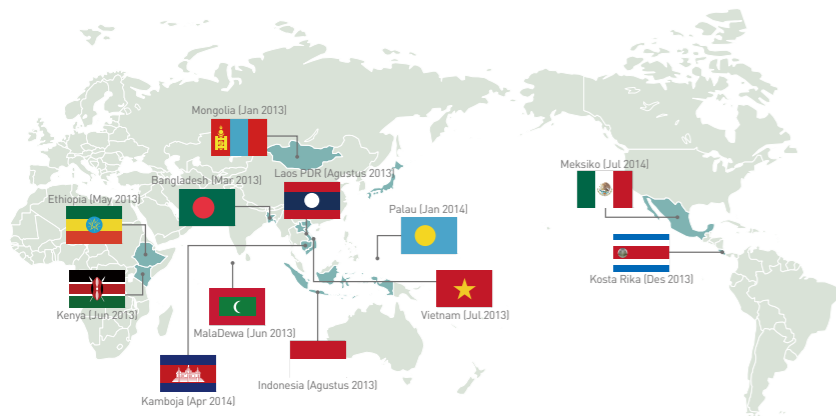 Mongolia (Jan 2013)
Meksiko (Jul 2014)
Laos PDR (Agustus 2013)
Bangladesh (Mar 2013)
Ethiopia (May 2013)
Palau (Jan 2014)
Kosta Rika (Des 2013)
Kenya (Jun 2013)
Vietnam (Jul 2013)
MalaDewa (Jun 2013)
Indonesia (Agustus 2013)
Kamboja (Apr 2014)